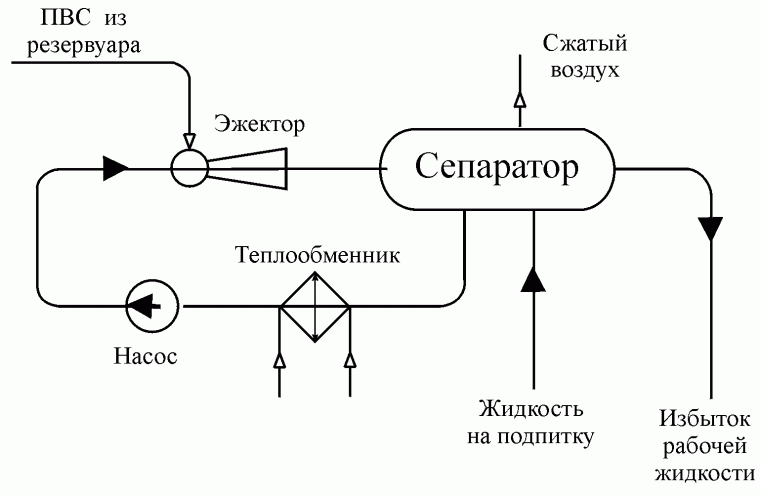 ПВС из
резервуара
Сжатый
воздух
Эжектор
Сепаратор
Теплообменник
Насос
Жидкость
на подпитку
Избыток
рабочей
жидкости